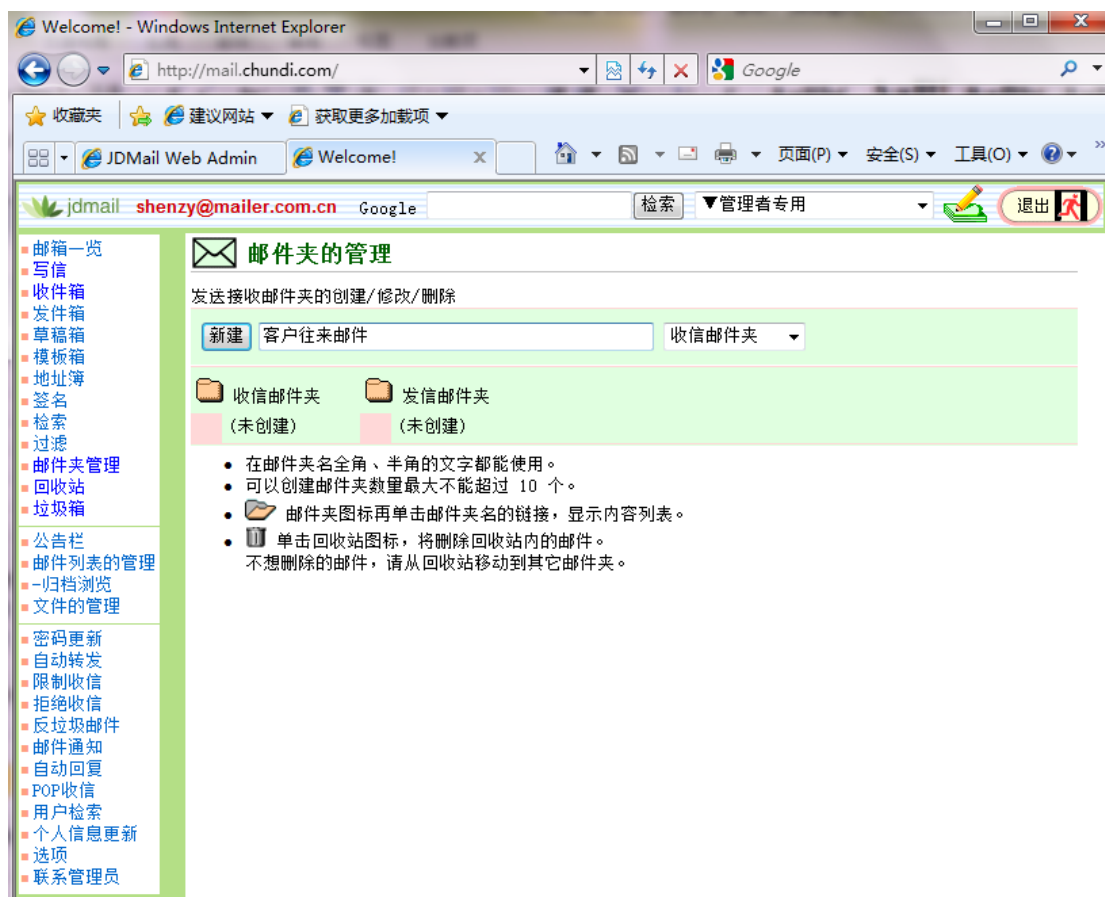 Welcome! - Windows Internet Explorer
http://mail.chundi.com/
Google
收藏夹
建议网站 ▼
获取更多加载项 ▼
JDMail Web Admin
Welcome!
x
页面(P) ▼
安全(S) ▼
工具(O) ▼
»
jdmail
shenzy@mailer.com.cn
Google
检索
▼管理者专用
退出
邮箱一览
写信
收件箱
发件箱
草稿箱
模板箱
地址簿
签名
检索
过滤
邮件夹管理
回收站
垃圾箱
公告栏
邮件列表的管理
-归档浏览
文件的管理
密码更新
自动转发
限制收信
拒绝收信
反垃圾邮件
邮件通知
自动回复
POP收信
用户检索
个人信息更新
选项
联系管理员
邮件夹的管理
发送接收邮件夹的创建/修改/删除
新建
客户往来邮件
收信邮件夹
收信邮件夹
发信邮件夹
(未创建)
(未创建)
● 在邮件夹名全角、半角的文字都能使用。
● 可以创建邮件夹数量最大不能超过 10 个。
● 邮件夹图标再单击邮件夹名的链接，显示内容列表。
● 单击回收站图标，将删除回收站内的邮件。
不想删除的邮件，请从回收站移动到其它邮件夹。